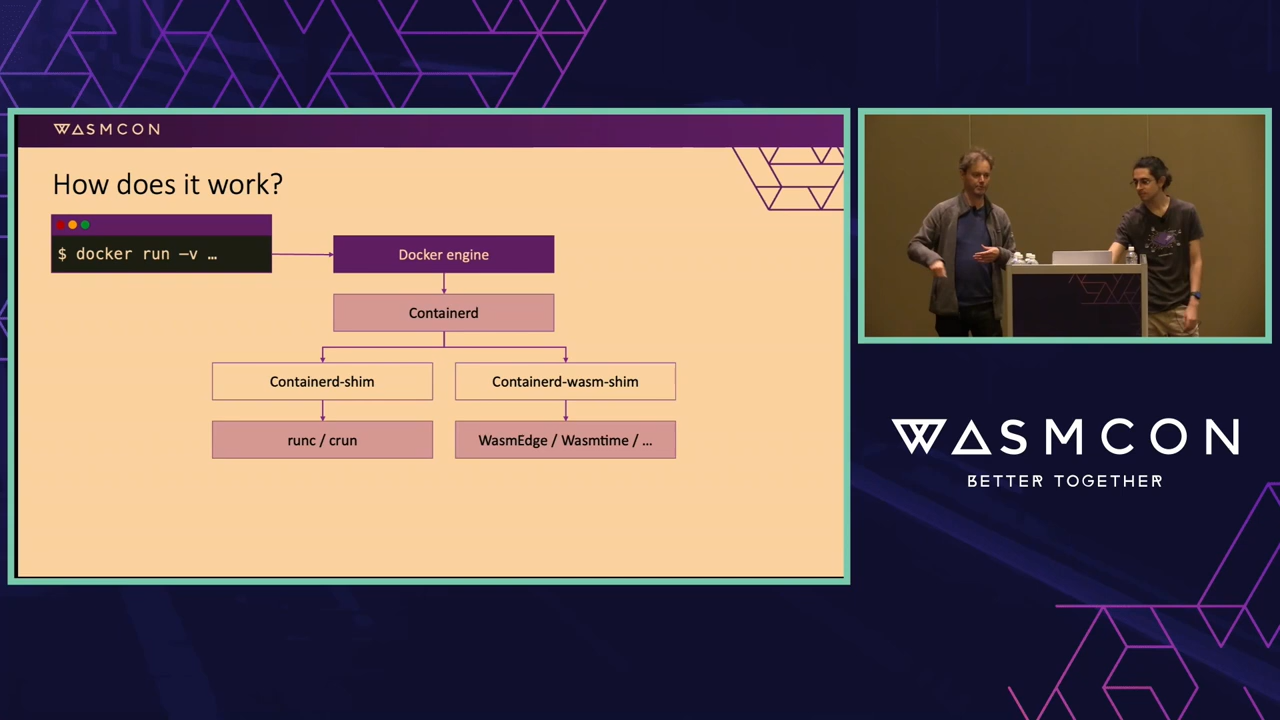 WASMCON
How does it work?
$ docker run –v …
Docker engine
Containerd
Containerd-shim
Containerd-wasm-shim
runc / crun
WasmEdge / Wasmtime / …
WASMCON
BETTER TOGETHER